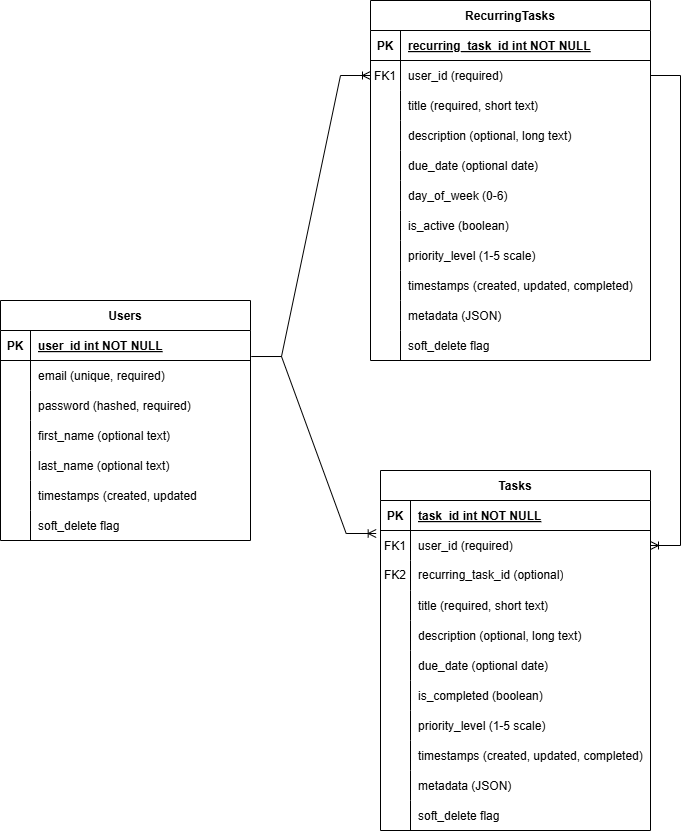 RecurringTasks
PK recurring_task_id int NOT NULL
FK1 user_id (required)
title (required, short text)
description (optional, long text)
due_date (optional date)
day_of_week (0-6)
is_active (boolean)
priority_level (1-5 scale)
timestamps (created, updated, completed)
metadata (JSON)
soft_delete flag
Users
PK user_id int NOT NULL
email (unique, required)
password (hashed, required)
first_name (optional text)
last_name (optional text)
timestamps (created, updated
soft_delete flag
Tasks
PK task_id int NOT NULL
FK1 user_id (required)
FK2 recurring_task_id (optional)
title (required, short text)
description (optional, long text)
due_date (optional date)
is_completed (boolean)
priority_level (1-5 scale)
timestamps (created, updated, completed)
metadata (JSON)
soft_delete flag